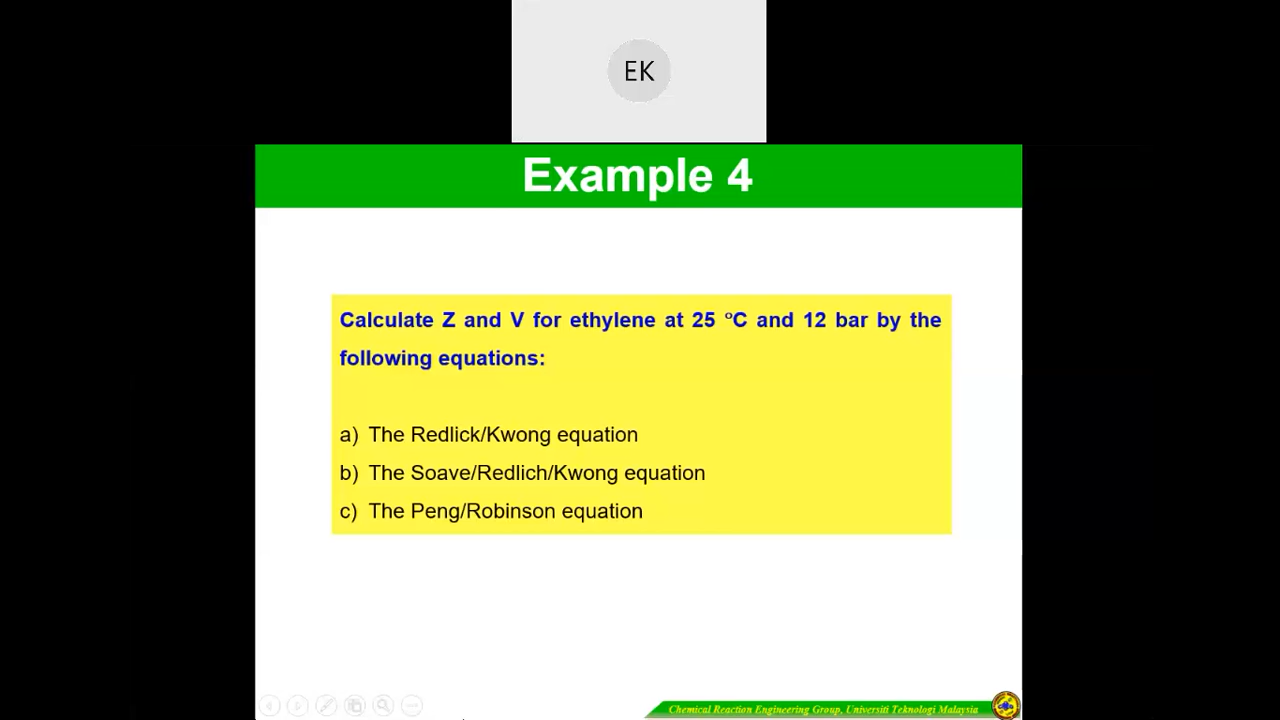 EK
Example 4
Calculate Z and V for ethylene at 25 °C and 12 bar by the
following equations:
a) The Redlick/Kwong equation
b) The Soave/Redlich/Kwong equation
c) The Peng/Robinson equation
Chemical Reaction Engineering Group, Universiti Teknologi Malaysia